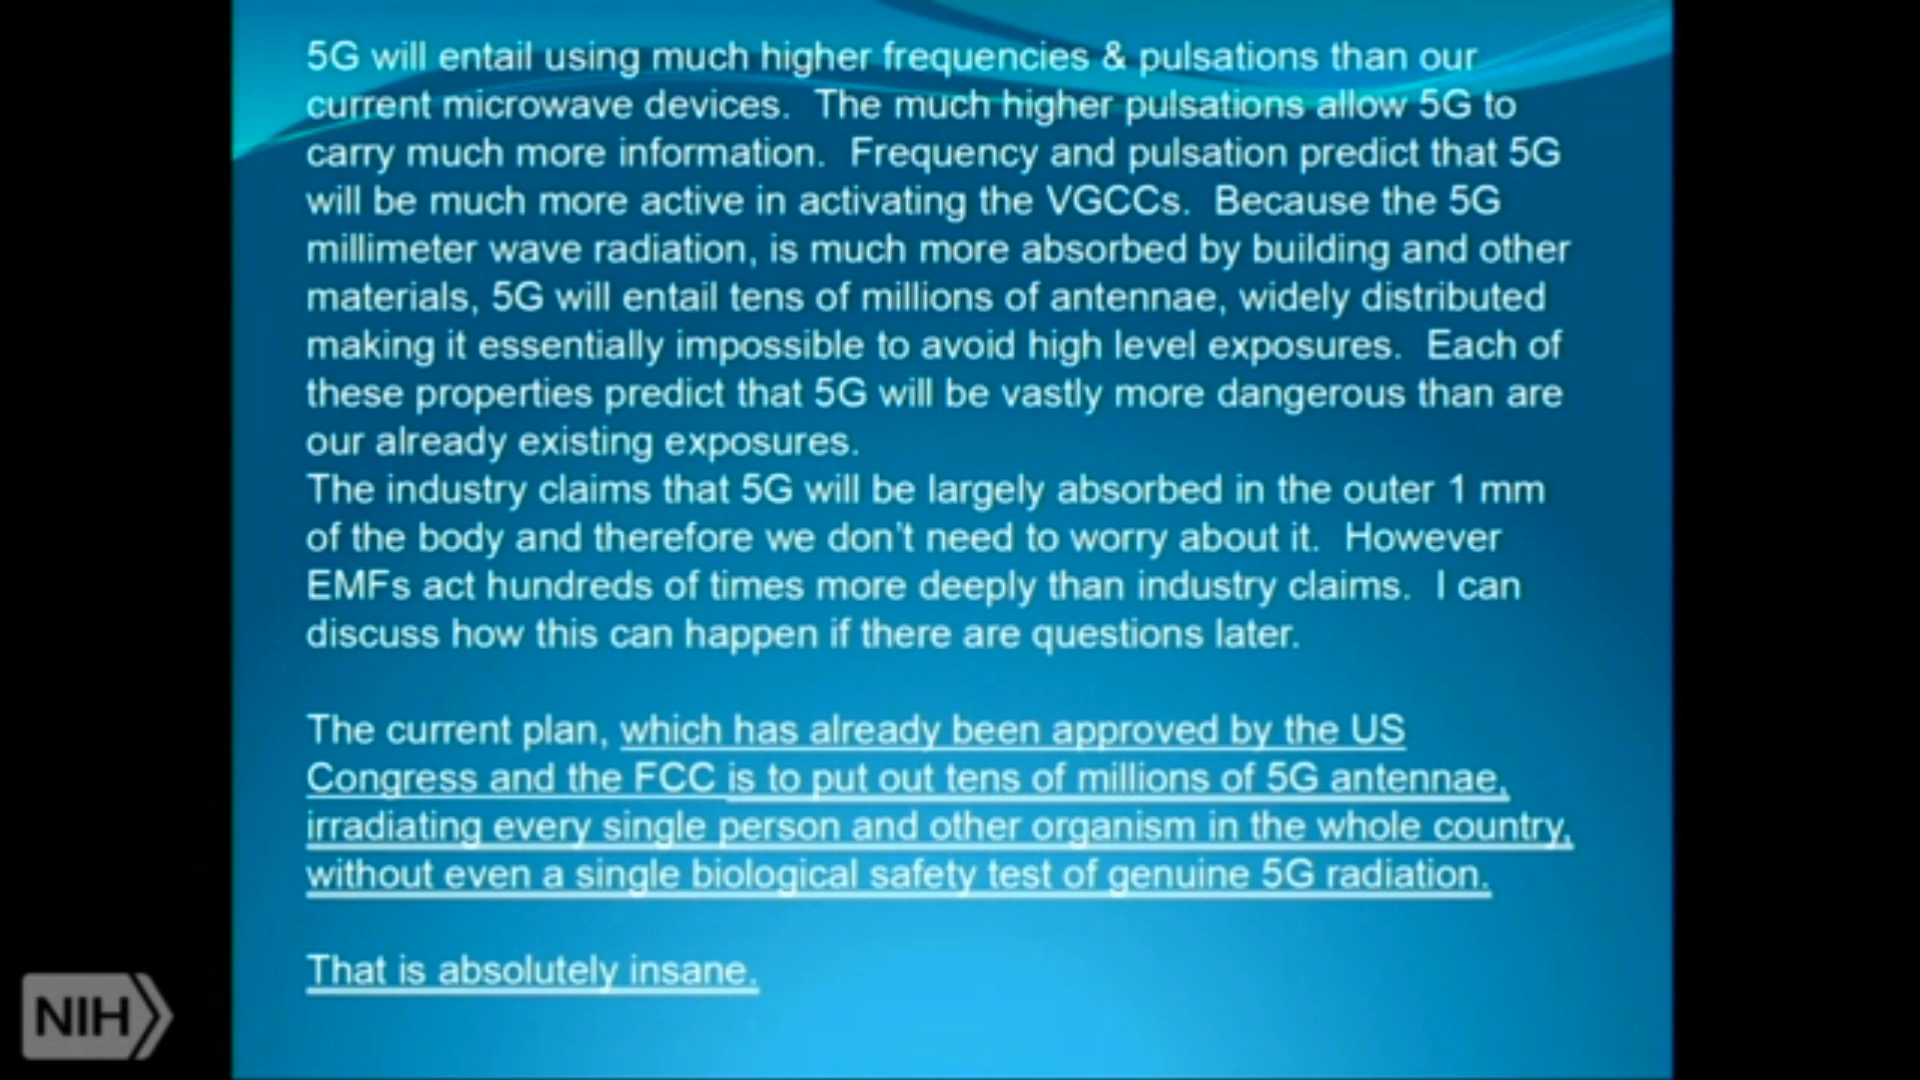 5G will entail using much higher frequencies & pulsations than our
current microwave devices.  The much higher pulsations allow 5G to
carry much more information.  Frequency and pulsation predict that 5G
will be much more active in activating the VGCCs.  Because the 5G
millimeter wave radiation, is much more absorbed by building and other
materials, 5G will entail tens of millions of antennae, widely distributed
making it essentially impossible to avoid high level exposures.  Each of
these properties predict that 5G will be vastly more dangerous than are
our already existing exposures.
The industry claims that 5G will be largely absorbed in the outer 1 mm
of the body and therefore we don’t need to worry about it.  However
EMFs act hundreds of times more deeply than industry claims.  I can
discuss how this can happen if there are questions later.
The current plan, which has already been approved by the US
Congress and the FCC is to put out tens of millions of 5G antennae,
irradiating every single person and other organism in the whole country,
without even a single biological safety test of genuine 5G radiation.
That is absolutely insane.
NIH